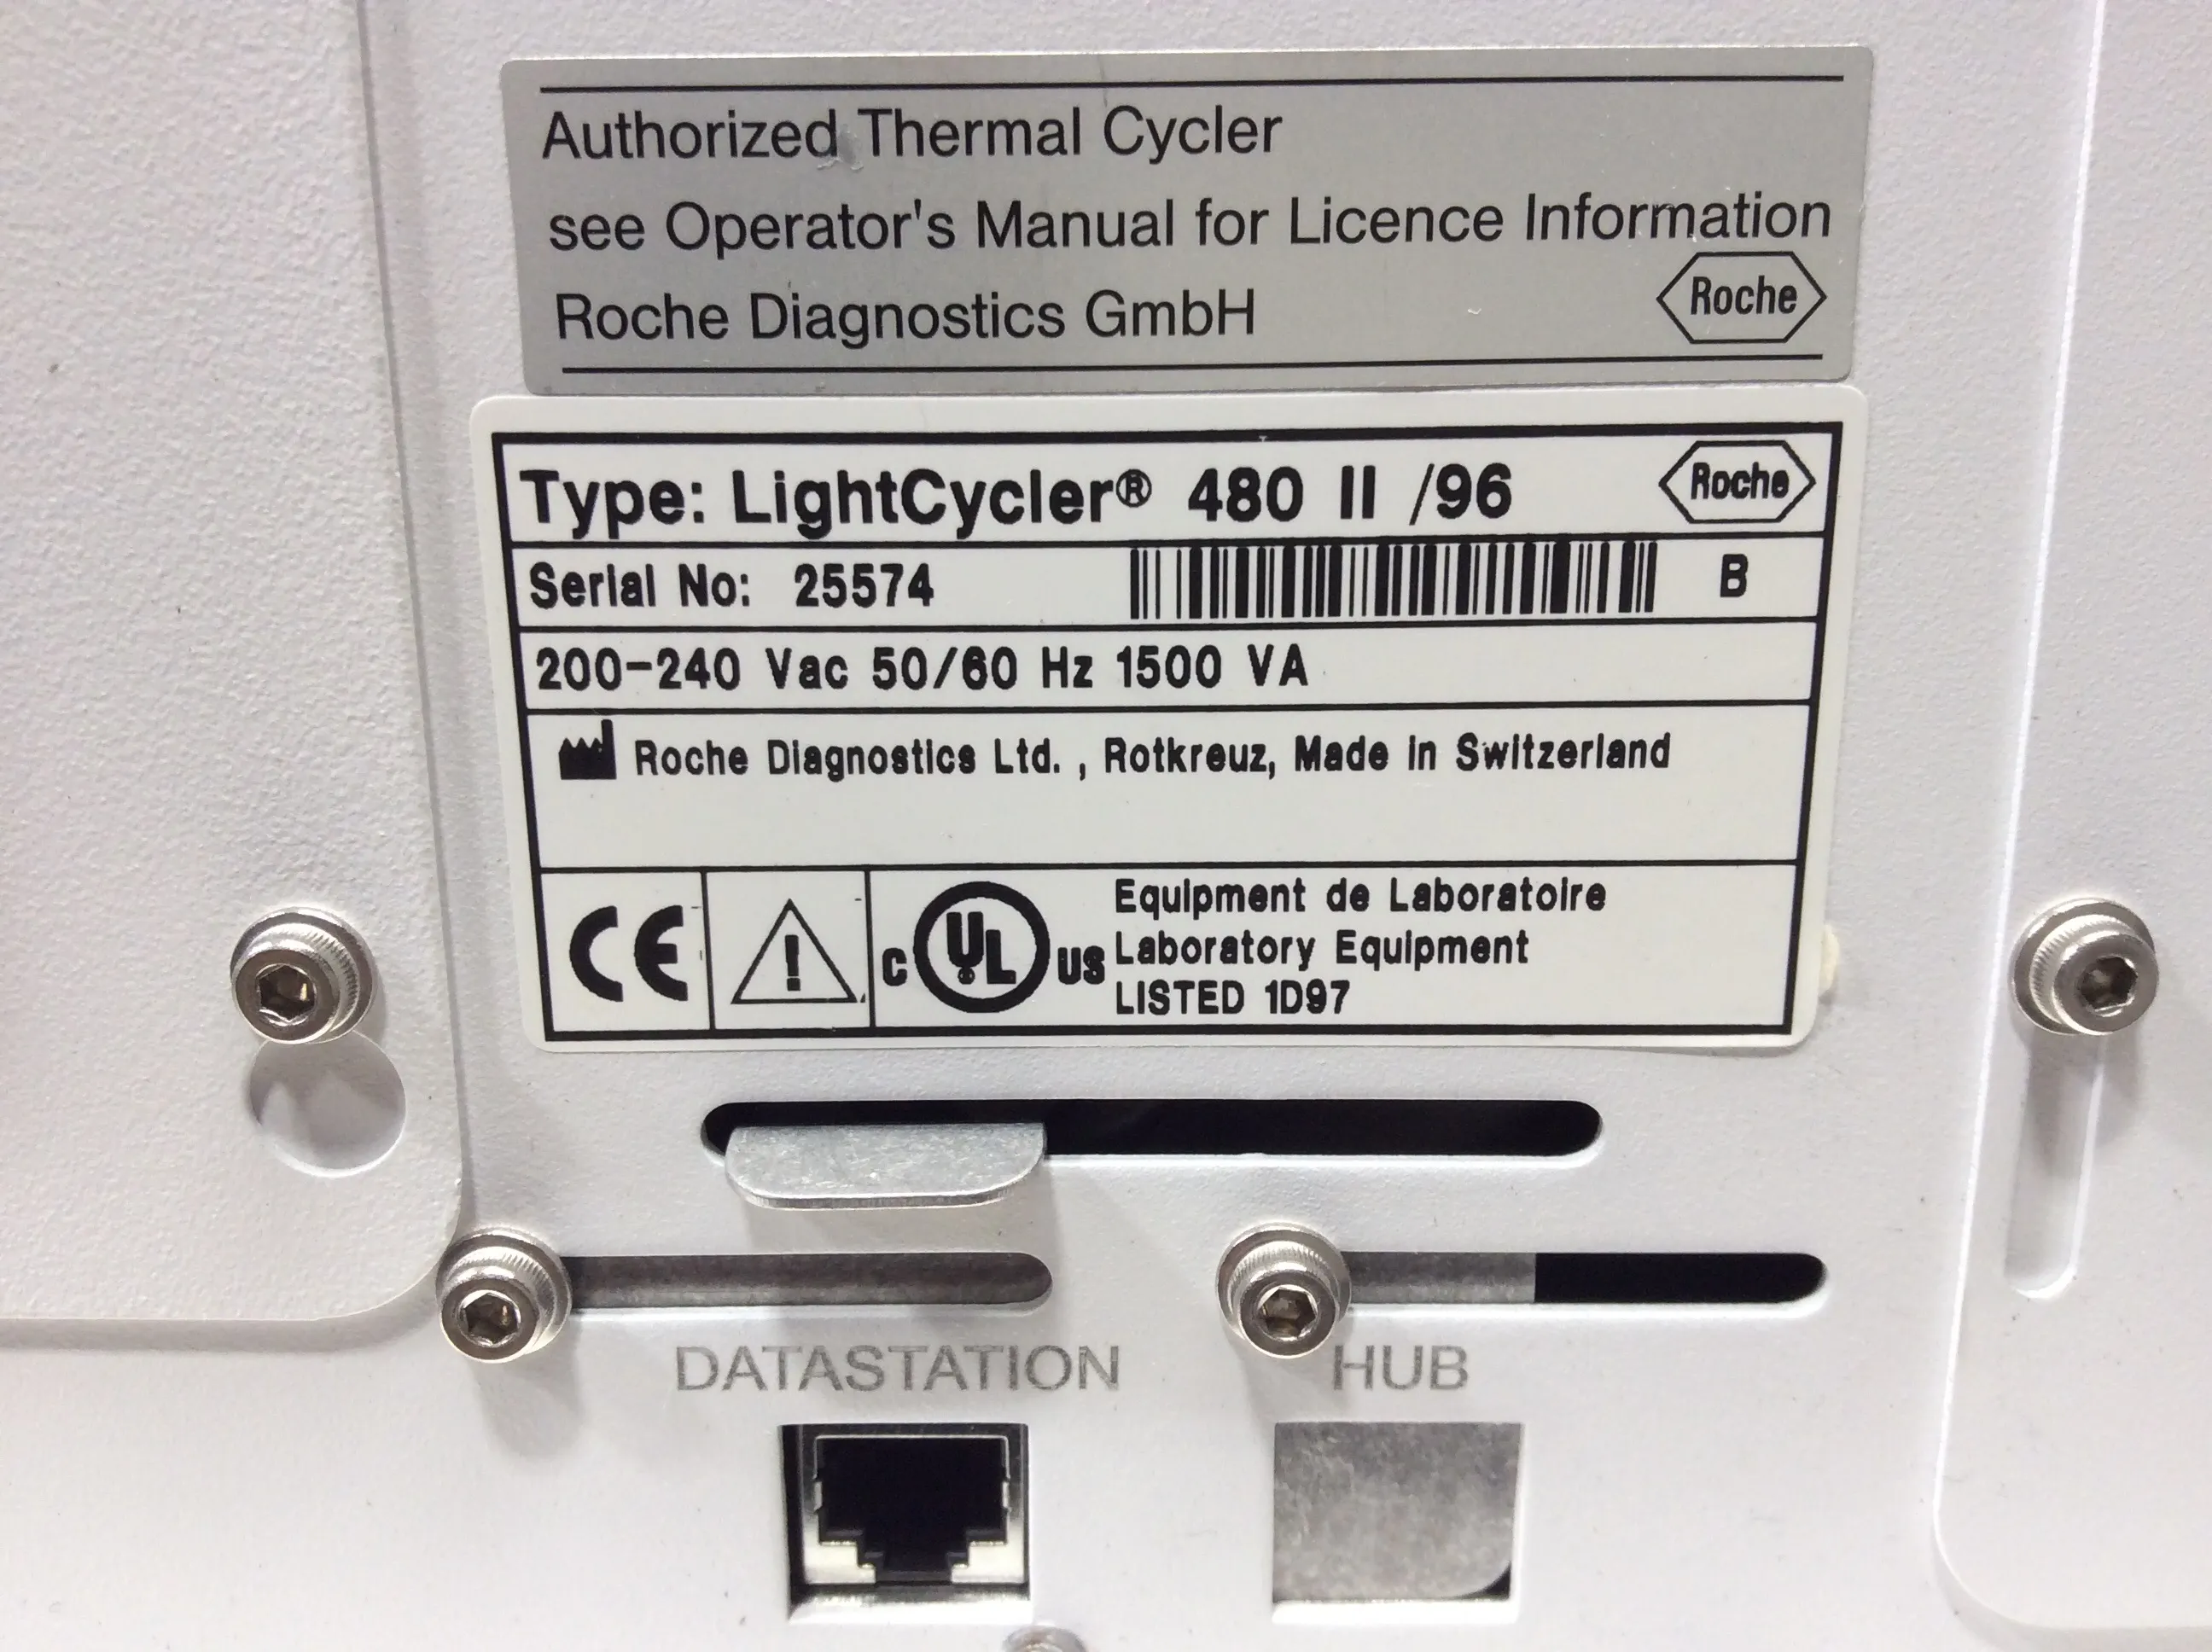 Authorized Thermal Cycler
see Operator's Manual for Licence Information
Roche Diagnostics GmbH
Roche
Type: LightCycler® 480 II /96
Roche
Serial No: 25574
B
200-240 Vac 50/60 Hz 1500 VA
Roche Diagnostics Ltd. , Rotkreuz, Made in Switzerland
CE
!
C UL US
Equipment de Laboratoire
Laboratory Equipment
LISTED 1D97
DATASTATION
HUB